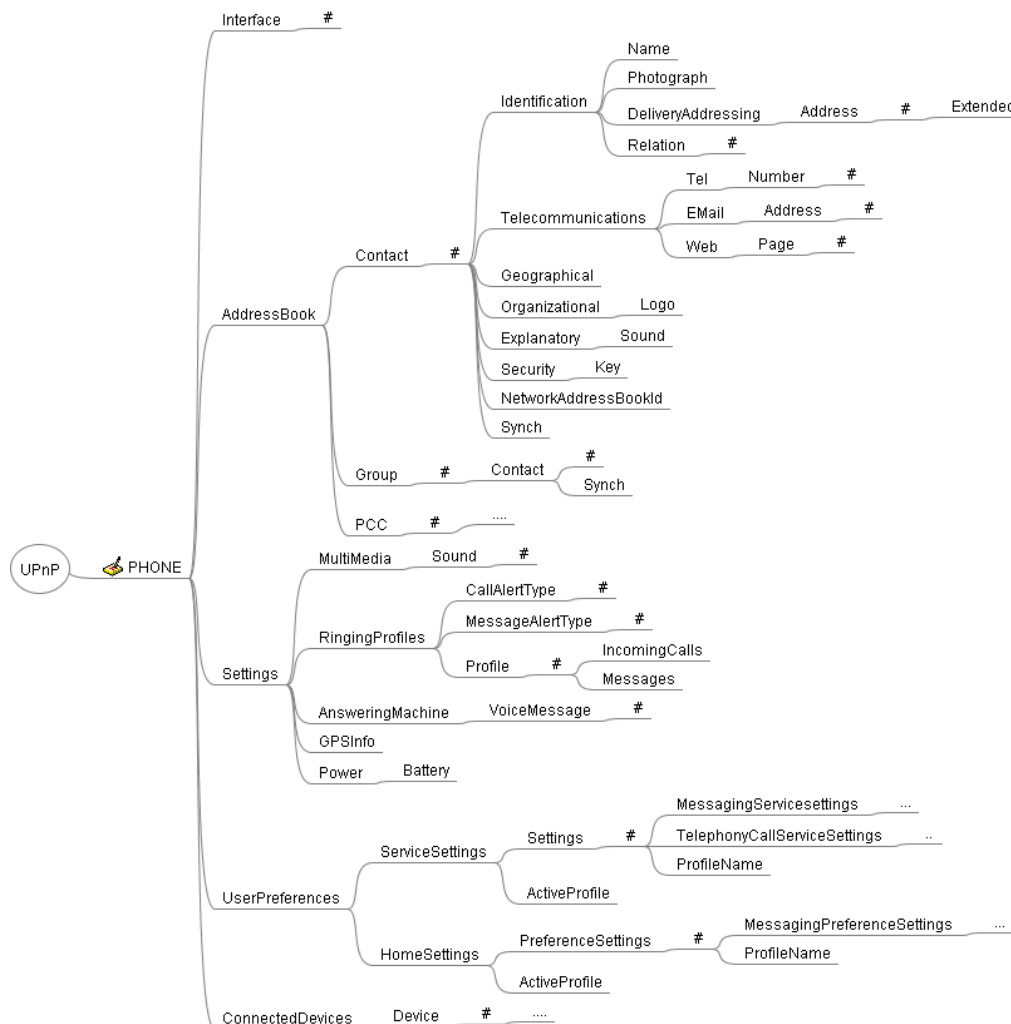 Interface #
Name
Photograph
Identification
DeliveryAddressing Address # Extended
Relation #
Tel Number #
Telecommunications EMail Address #
Web Page #
Contact #
Geographical
Organizational Logo
AddressBook
Explanatory Sound
Security Key
NetworkAddressBookId
Synch
Group # Contact #
Synch
PCC # ....
MultiMedia Sound #
UPnP PHONE
CallAlertType #
MessageAlertType #
RingingProfiles
IncomingCalls
Profile #
Messages
Settings
AnsweringMachine VoiceMessage #
GPSInfo
Power Battery
MessagingServicesettings ...
Settings # TelephonyCallServiceSettings ..
ServiceSettings
ProfileName
ActiveProfile
UserPreferences
MessagingPreferenceSettings ...
PreferenceSettings #
HomeSettings ProfileName
ActiveProfile
ConnectedDevices Device # ....